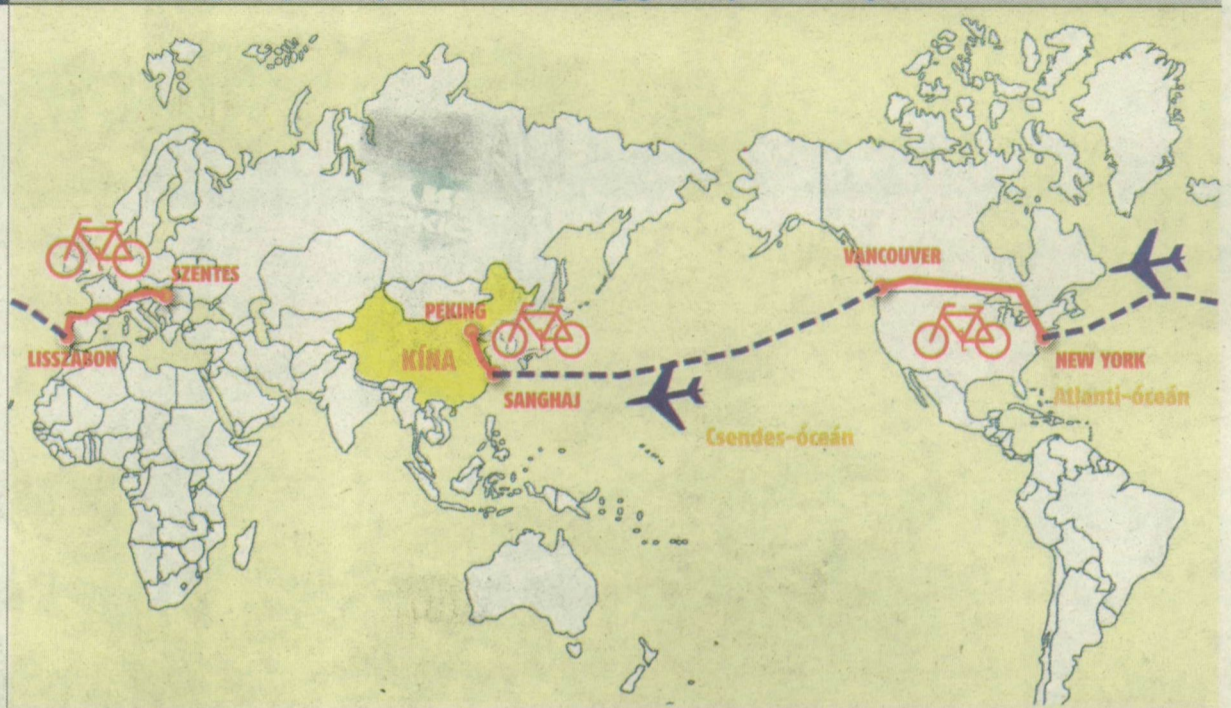 VANCOUVER
SZENTES
PEKING
LISSZABON
KÍNA
NEW YORK
SANGHAJ
Atlanti-óceán
Csendes-óceán